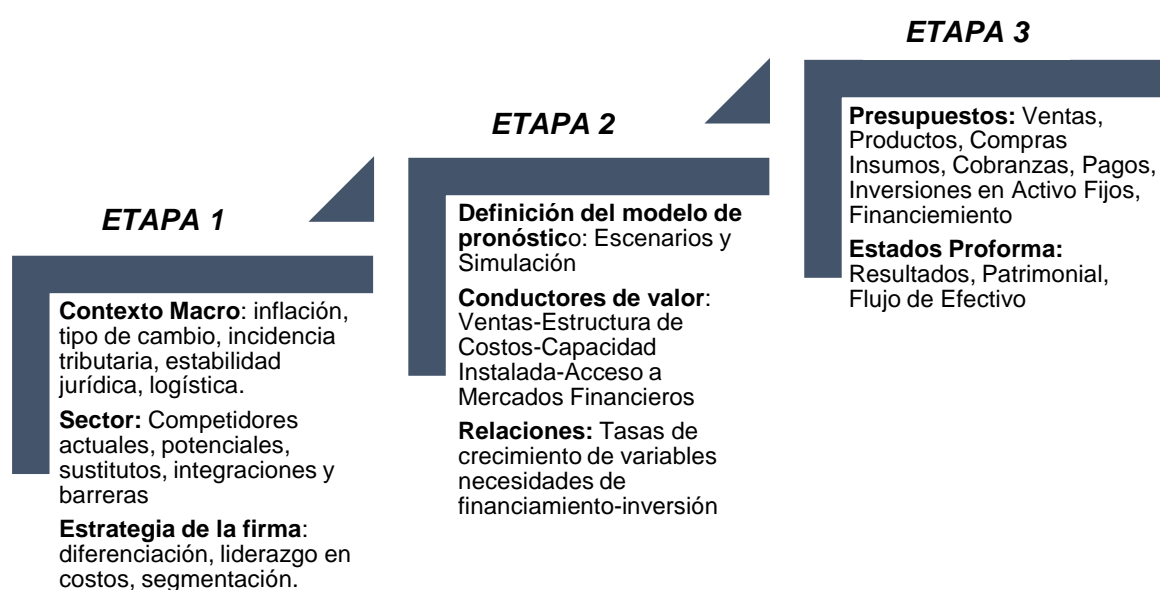 ETAPA 1
Contexto Macro: inflación,
tipo de cambio, incidencia
tributaria, estabilidad
jurídica, logística.
Sector: Competidores
actuales, potenciales,
sustitutos, integraciones y
barreras
Estrategia de la firma:
diferenciación, liderazgo en
costos, segmentación.
ETAPA 2
Definición del modelo de
pronóstico: Escenarios y
Simulación
Conductores de valor:
Ventas-Estructura de
Costos-Capacidad
Instalada-Acceso a
Mercados Financieros
Relaciones: Tasas de
crecimiento de variables
necesidades de
financiamiento-inversión
ETAPA 3
Presupuestos: Ventas,
Productos, Compras
Insumos, Cobranzas, Pagos,
Inversiones en Activo Fijos,
Financiemiento
Estados Proforma:
Resultados, Patrimonial,
Flujo de Efectivo